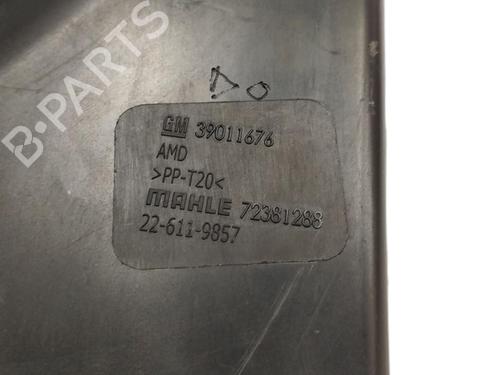 GM 39011676
AMD
>PP-T20<
MAHLE 72381288
22-611-9857
B-PARTS